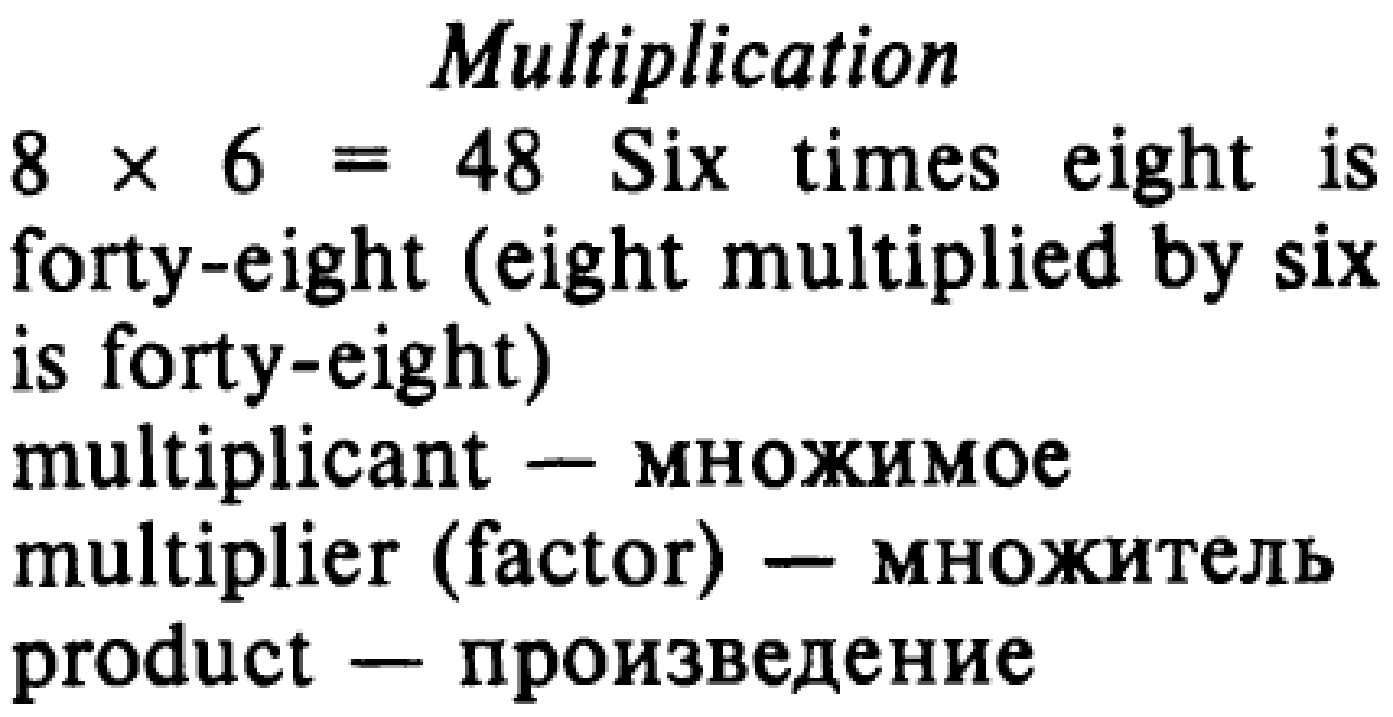 Multiplication
8 × 6 = 48 Six times eight is
forty-eight (eight multiplied by six
is forty-eight)
multiplicant — множимое
multiplier (factor) — множитель
product — произведение